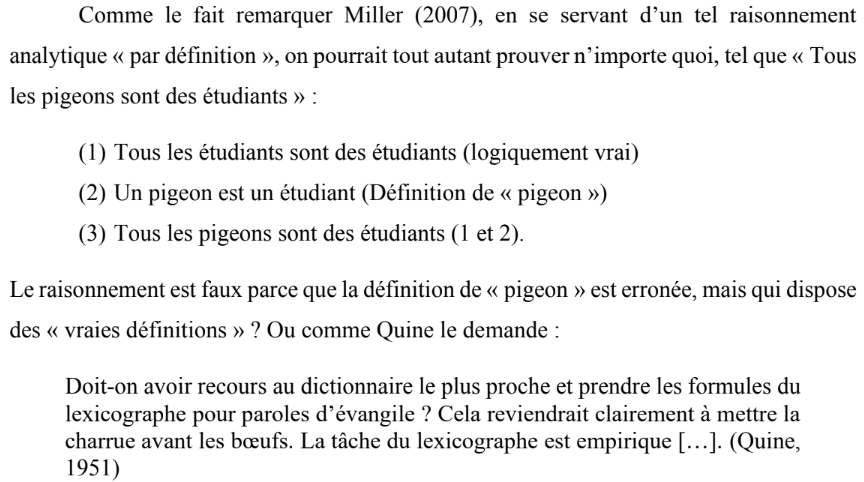 Comme le fait remarquer Miller (2007), en se servant d’un tel raisonnement
analytique « par définition », on pourrait tout autant prouver n’importe quoi, tel que « Tous
les pigeons sont des étudiants » :
(1) Tous les étudiants sont des étudiants (logiquement vrai)
(2) Un pigeon est un étudiant (Définition de « pigeon »)
(3) Tous les pigeons sont des étudiants (1 et 2).
Le raisonnement est faux parce que la définition de « pigeon » est erronée, mais qui dispose
des « vraies définitions » ? Ou comme Quine le demande :
Doit-on avoir recours au dictionnaire le plus proche et prendre les formules du
lexicographe pour paroles d’évangile ? Cela reviendrait clairement à mettre la
charrue avant les bœufs. La tâche du lexicographe est empirique […]. (Quine,
1951)